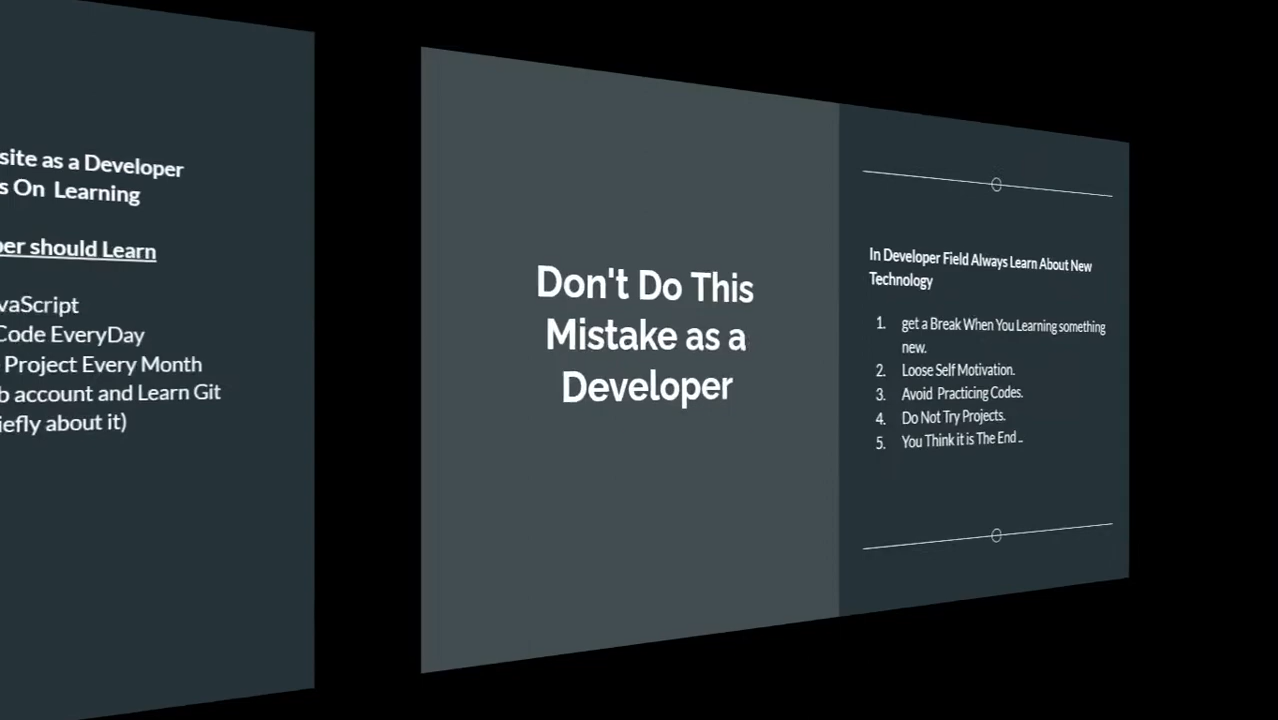 site as a Developer
s On Learning
er should Learn
vaScript
Code EveryDay
Project Every Month
b account and Learn Git
iefly about it)
Don't Do This
Mistake as a
Developer
In Developer Field Always Learn About New
Technology
1. get a Break When You Learning something
new.
2. Loose Self Motivation.
3. Avoid Practicing Codes.
4. Do Not Try Projects.
5. You Think it is The End ..